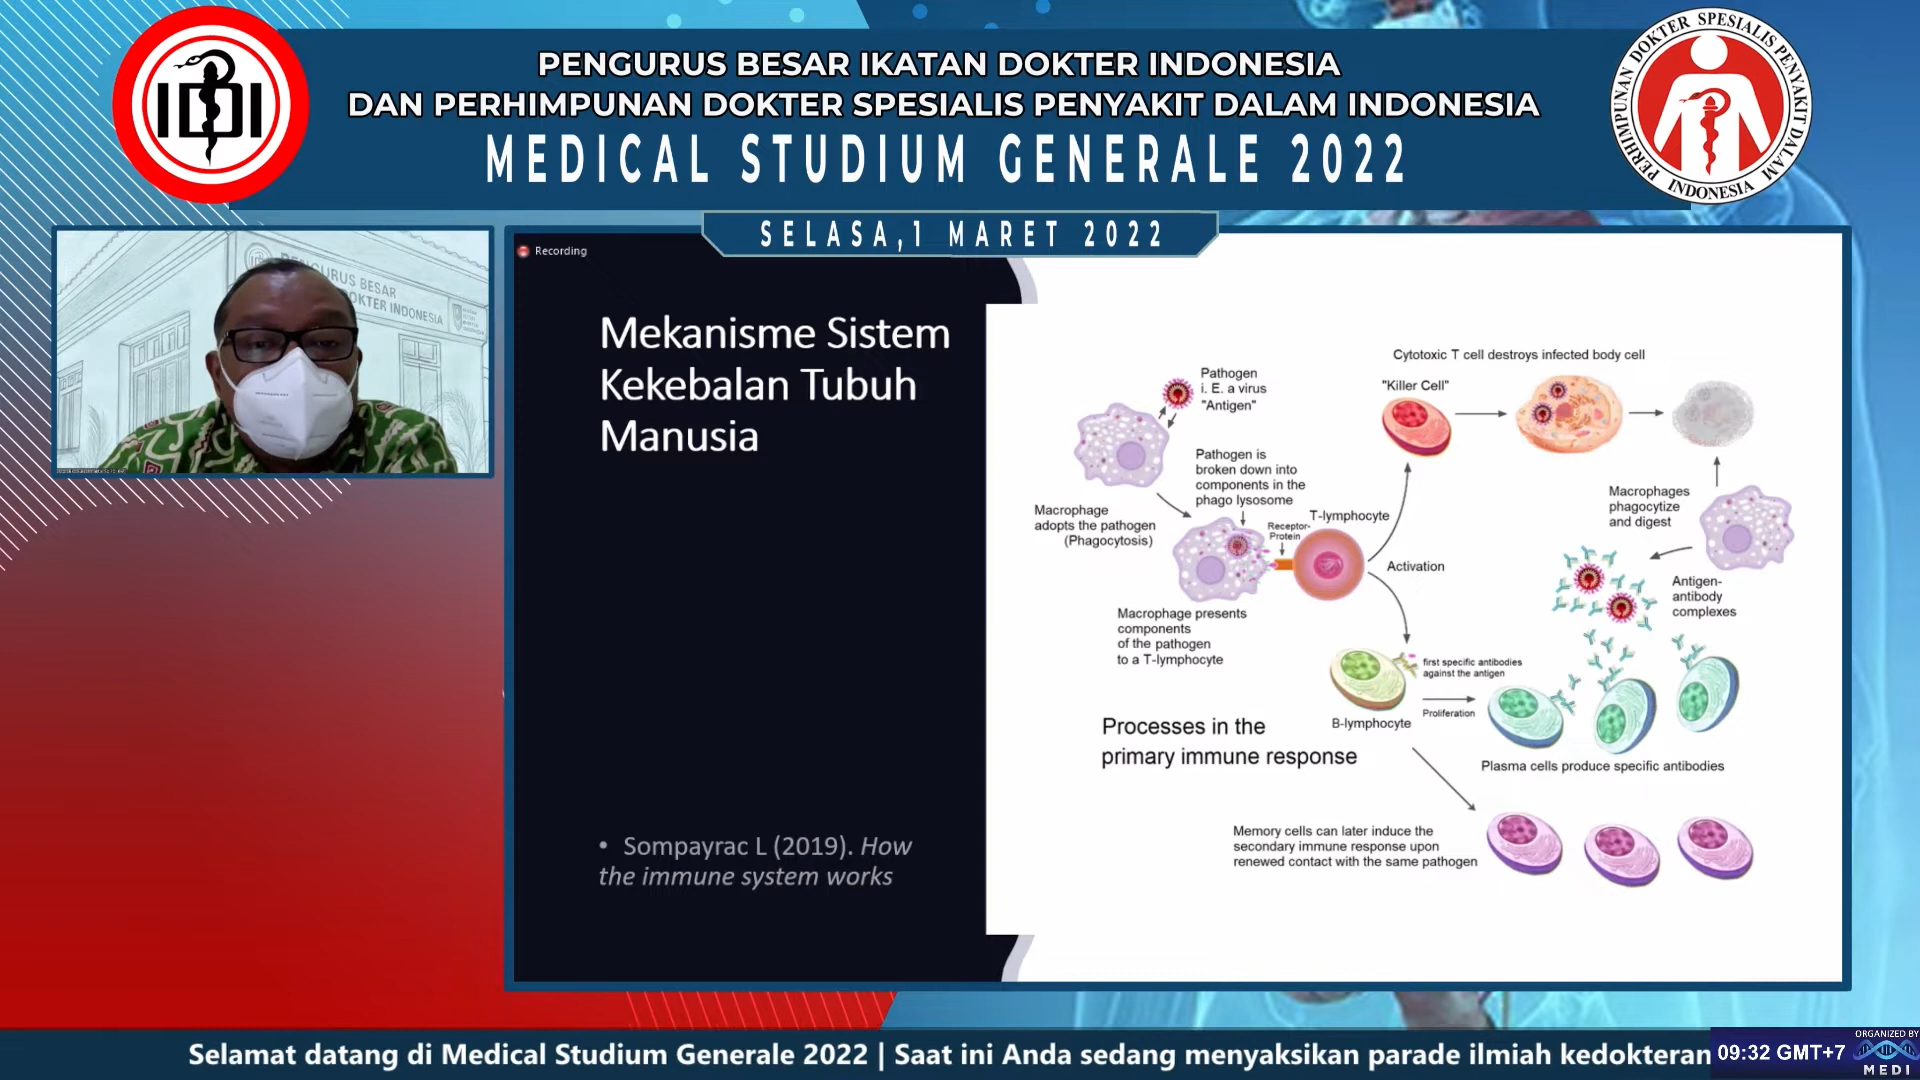 PENGURUS BESAR IKATAN DOKTER INDONESIA
DAN PERHIMPUNAN DOKTER SPESIALIS PENYAKIT DALAM INDONESIA
MEDICAL STUDIUM GENERALE 2022
SELASA,1 MARET 2022
IDI
PERHIMPUNAN DOKTER SPESIALIS PENYAKIT DALAM
INDONESIA
PENGURUS BESAR
DOKTER INDONESIA
Recording
Mekanisme Sistem
Kekebalan Tubuh
Manusia
• Sompayrac L (2019). How
the immune system works
Pathogen
i. E. a virus
"Antigen"
Macrophage
adopts the pathogen
(Phagocytosis)
Pathogen is
broken down into
components in the
phago lysosome
Receptor-
Protein
T-lymphocyte
Macrophage presents
components
of the pathogen
to a T-lymphocyte
Activation
Cytotoxic T cell destroys infected body cell
"Killer Cell"
Macrophages
phagocytize
and digest
Antigen-
antibody
complexes
first specific antibodies
against the antigen
Proliferation
B-lymphocyte
Plasma cells produce specific antibodies
Processes in the
primary immune response
Memory cells can later induce the
secondary immune response upon
renewed contact with the same pathogen
Selamat datang di Medical Studium Generale 2022 | Saat ini Anda sedang menyaksikan parade ilmiah kedokteran
09:32 GMT+7
ORGANIZED BY
MEDI